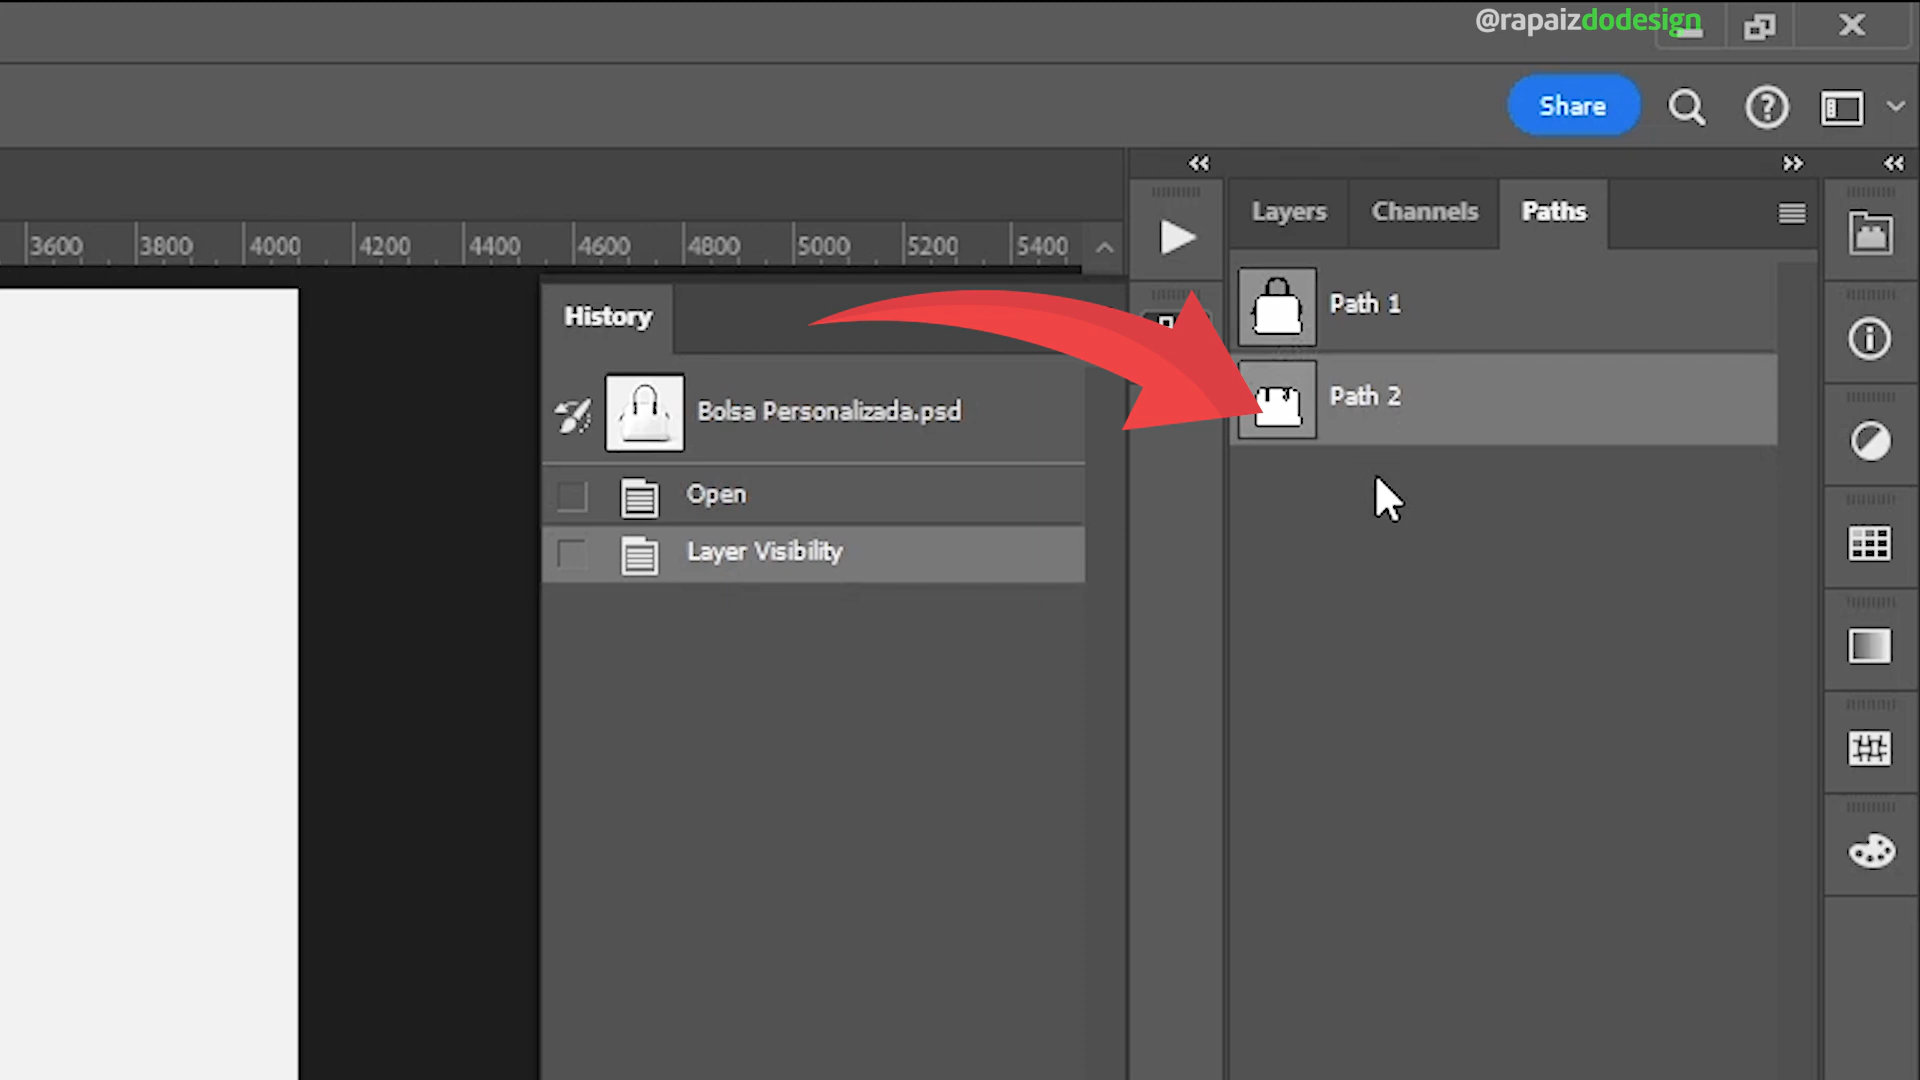 @rapaizdodesign
Share
Layers Channels Paths
3600 3800 4000 4200 4400 4600 4800 5000 5200 5400
Path 1
History
Path 2
Bolsa Personalizada.psd
Open
Layer Visibility